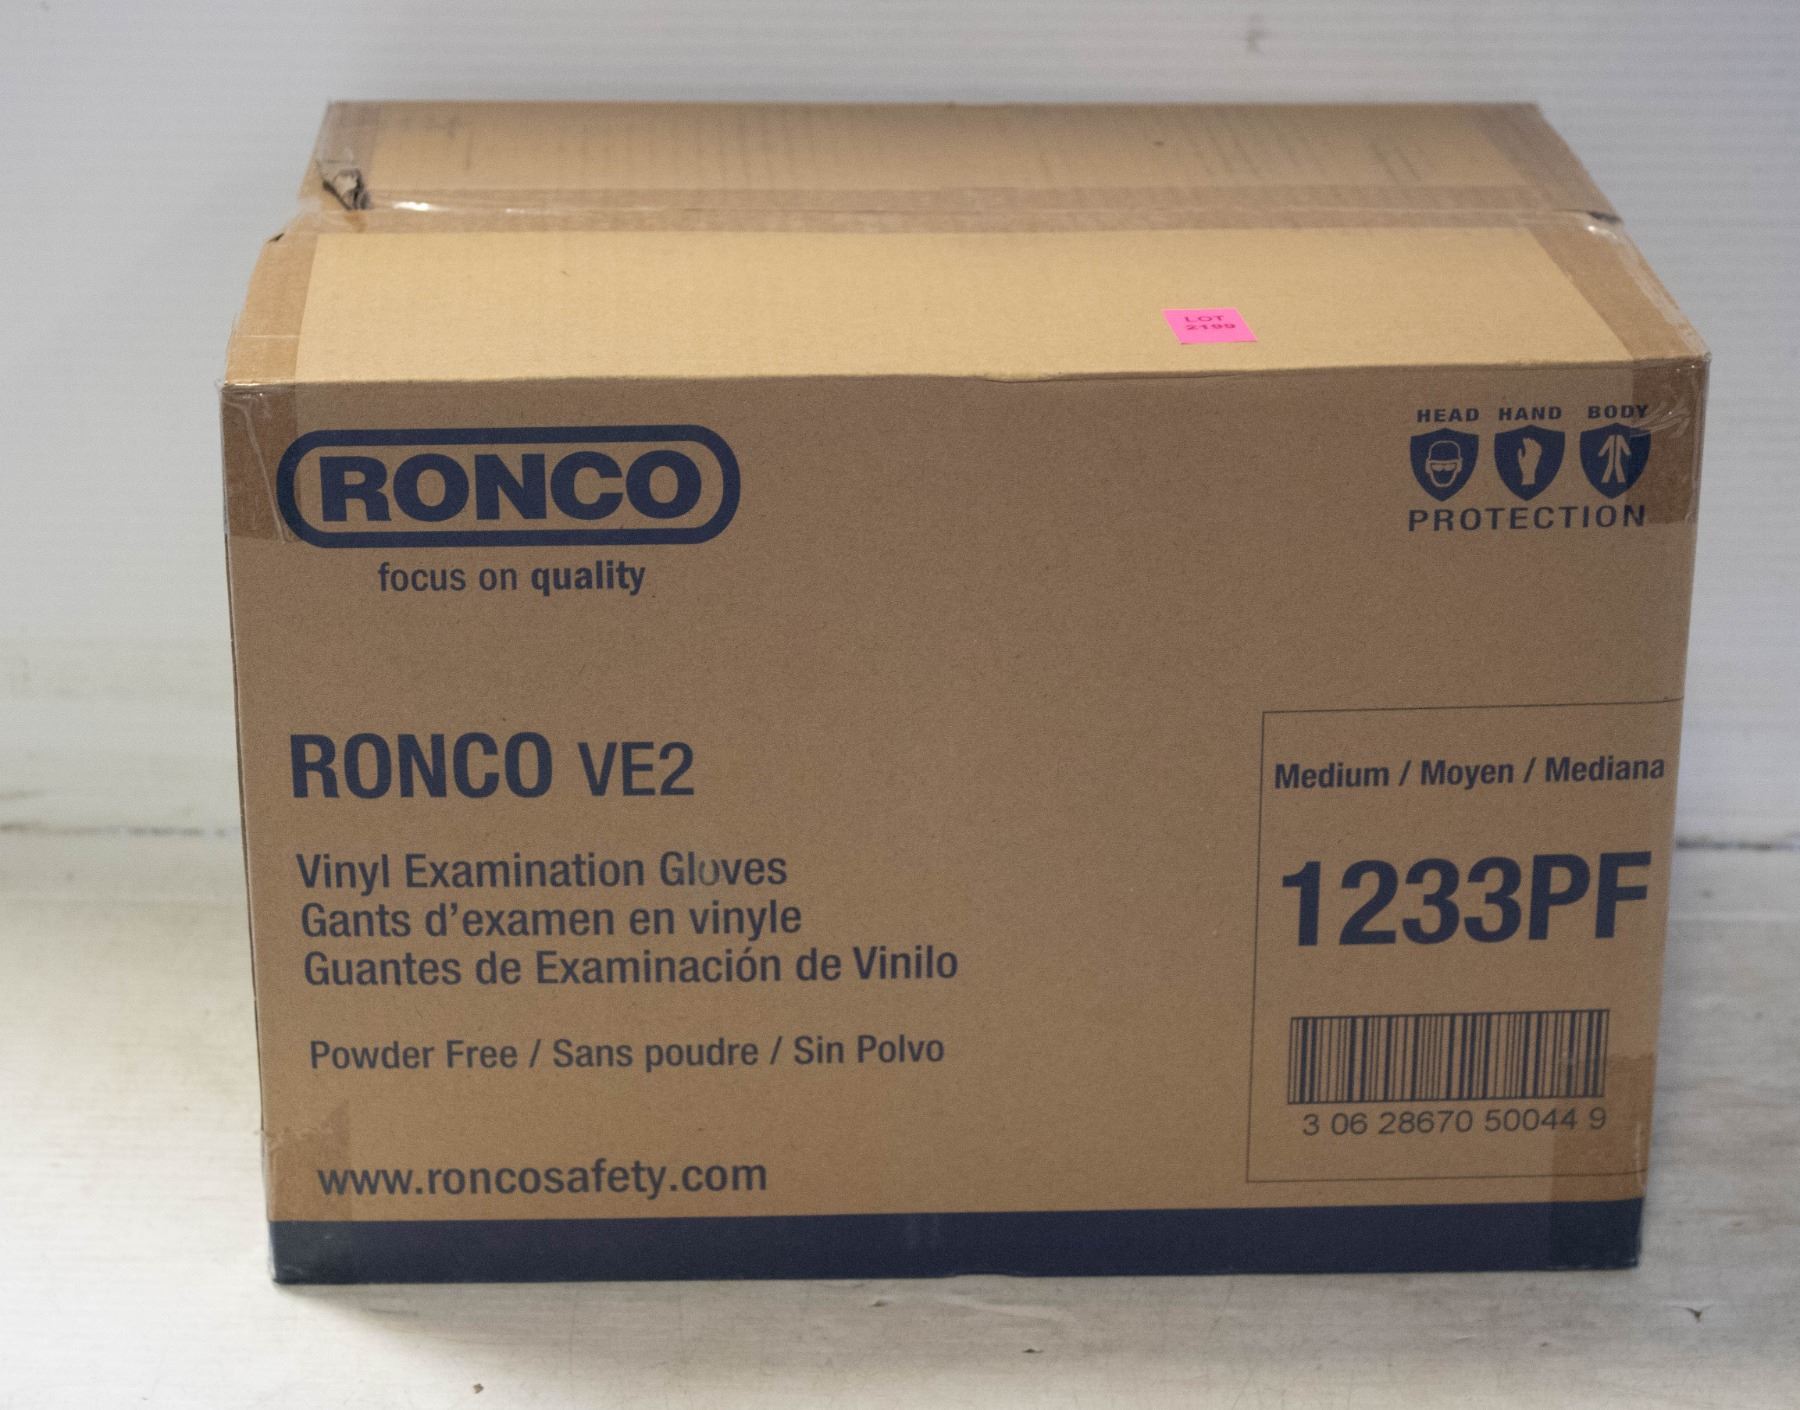 LOT
2199
RONCO
focus on quality
HEAD HAND BODY
PROTECTION
RONCO VE2
Vinyl Examination Gloves
Gants d'examen en vinyle
Guantes de Examinación de Vinilo
Powder Free / Sans poudre / Sin Polvo
www.roncosafety.com
Medium / Moyen / Mediana
1233PF
3 06 28670 50044 9